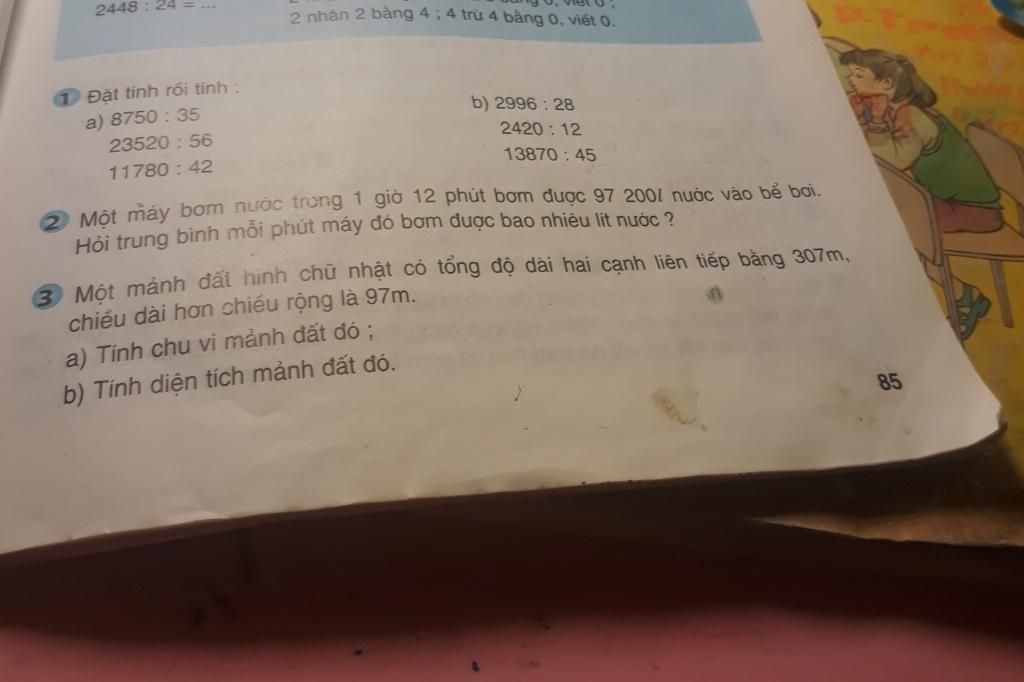 2448 : 24 = ...
2 nhân 2 bằng 4 ; 4 trừ 4 bằng 0, viết 0.
1 Đặt tính rồi tính :
a) 8750 : 35
23520 : 56
11780 : 42
b) 2996 : 28
2420 : 12
13870 : 45
2 Một máy bơm nước trong 1 giờ 12 phút bơm được 97 200l nước vào bể bơi.
Hỏi trung bình mỗi phút máy đó bơm được bao nhiêu lít nước ?
3 Một mảnh đất hình chữ nhật có tổng độ dài hai cạnh liên tiếp bằng 307m,
chiều dài hơn chiều rộng là 97m.
a) Tính chu vi mảnh đất đó ;
b) Tính diện tích mảnh đất đó.
85